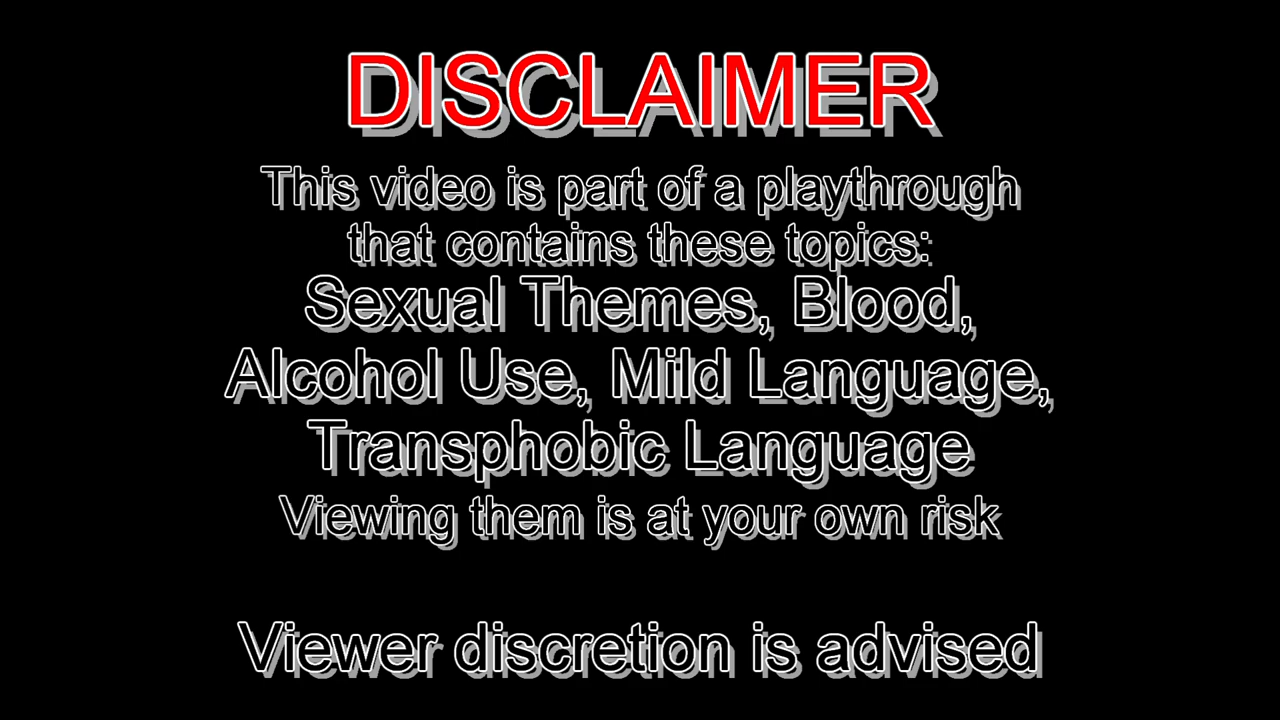 DISCLAIMER
This video is part of a playthrough
that contains these topics:
Sexual Themes, Blood,
Alcohol Use, Mild Language,
Transphobic Language
Viewing them is at your own risk
Viewer discretion is advised